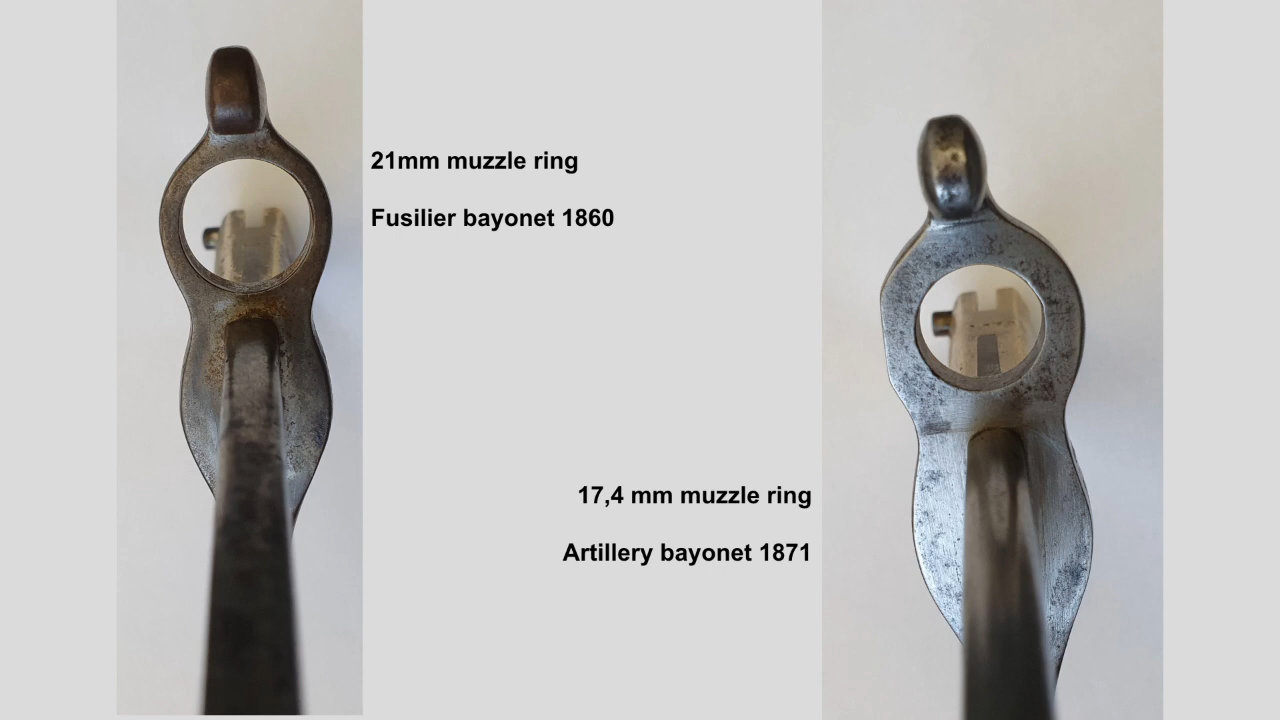 21mm muzzle ring
Fusilier bayonet 1860
17,4 mm muzzle ring
Artillery bayonet 1871